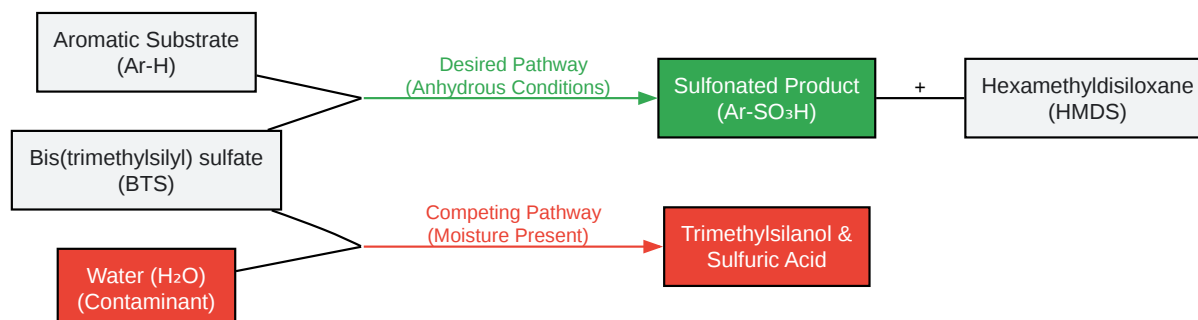 Aromatic Substrate
(Ar-H)
Desired Pathway
(Anhydrous Conditions)
Sulfonated Product
(Ar-SO₃H)
+
Hexamethyldisiloxane
(HMDS)
Bis(trimethylsilyl) sulfate
(BTS)
Competing Pathway
(Moisture Present)
Trimethylsilanol &
Sulfuric Acid
Water (H₂O)
(Contaminant)